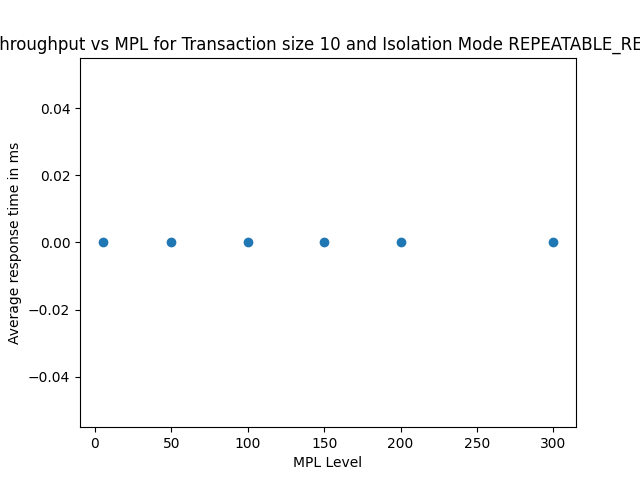 hroughput vs MPL for Transaction size 10 and Isolation Mode REPEATABLE_RE
Average response time in ms
0.04
0.02
0.00
−0.02
−0.04
0 50 100 150 200 250 300
MPL Level